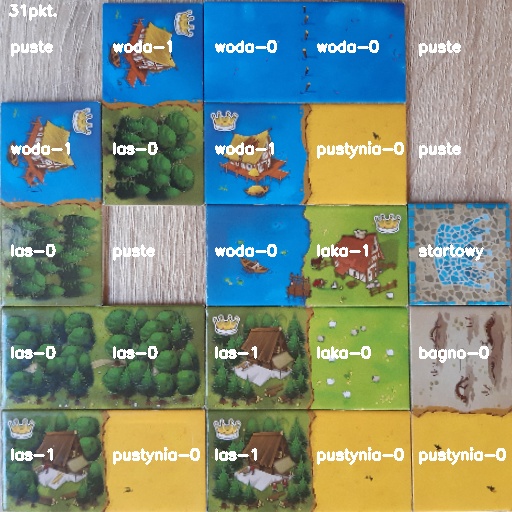 31pkt.
puste woda-1 woda-0 woda-0 puste
woda-1 las-0 woda-1 pustynia-0 puste
las-0 puste woda-0 laka-1 startowy
las-0 las-0 las-1 laka-0 bagno-0
las-1 pustynia-0 las-1 pustynia-0 pustynia-0